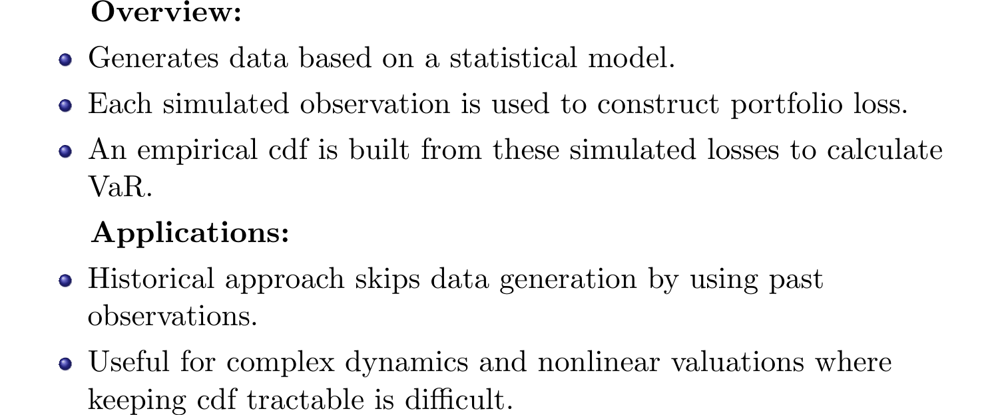 Overview:
Generates data based on a statistical model.
Each simulated observation is used to construct portfolio loss.
An empirical cdf is built from these simulated losses to calculate
VaR.
Applications:
Historical approach skips data generation by using past
observations.
Useful for complex dynamics and nonlinear valuations where
keeping cdf tractable is difficult.